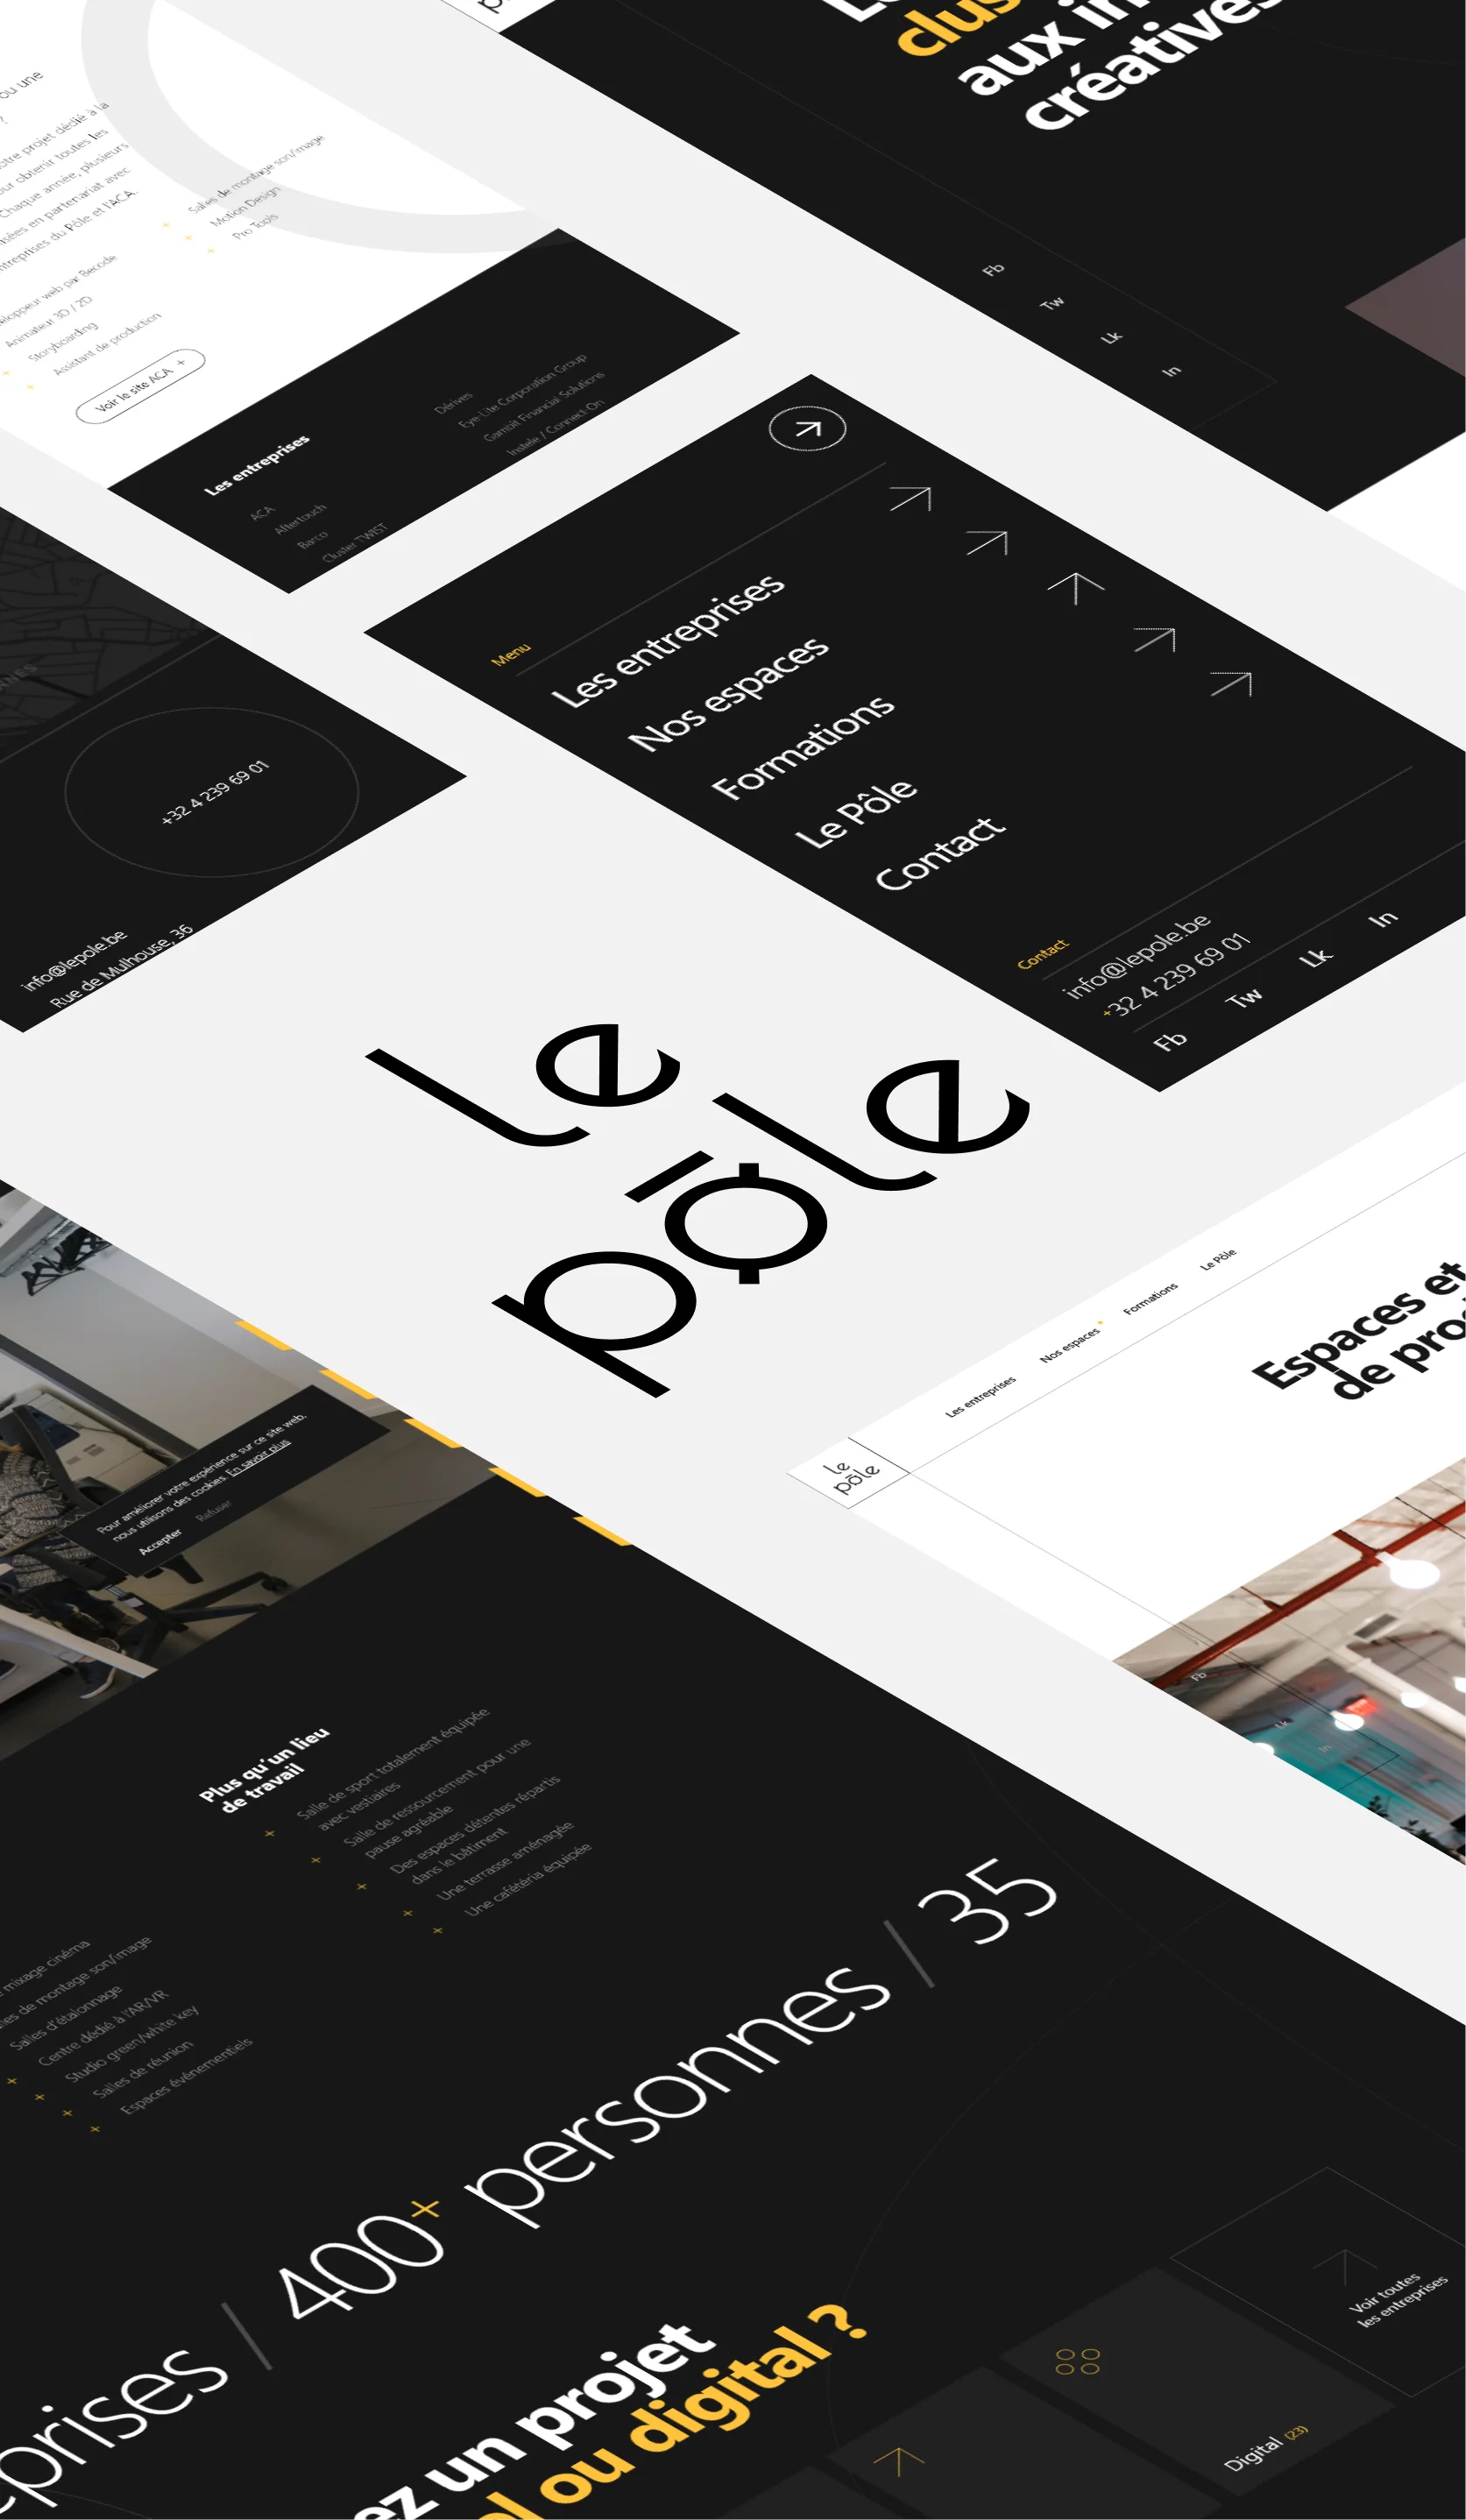 ou une
?
otre projet dédié à la
our obtenir toutes les
Chaque année, plusieurs
isées en partenariat avec
ntreprises du Pôle et l'ACA.
Salles de montage son/image
Motion Design
Pro Tools
eloppeur web par Becode
Animateur 3D / 2D
Storyboarding
Assistant de production
Voir le site ACA +
Les entreprises
ACA
Aftertouch
Barco
Cluster TWIST
Dérives
Eye-Lite Corporation Group
Gambit Financial Solutions
Instele / Connect-On
clus
aux in
créatives
Fb
Tw
Lk
In
Menu
Les entreprises
Nos espaces
Formations
Le Pôle
Contact
Contact
info@lepole.be
+32 4 239 69 01
Fb
Tw
Lk
In
+32 4 239 69 01
info@lepole.be
Rue de Mulhouse, 36
le
pôle
le
pôle
Les entreprises
Nos espaces
Formations
Le Pôle
Espaces et
de pro
Fb
Lk
In
Pour améliorer votre expérience sur ce site web,
nous utilisons des cookies. En savoir plus
Accepter
Refuser
Plus qu'un lieu
de travail
+ Salle de sport totalement équipée
avec vestiaires
+ Salle de ressourcement pour une
pause agréable
+ Des espaces détentes répartis
dans le bâtiment
+ Une terrasse aménagée
+ Une cafétéria équipée
mixage cinéma
les de montage son/image
Salles d'étalonnage
+ Centre dédié à l'AR/VR
+ Studio green/white key
+ Salles de réunion
+ Espaces événementiels
eprises / 400+ personnes / 35
ez un projet
l ou digital ?
Digital (23)
Voir toutes
les entreprises